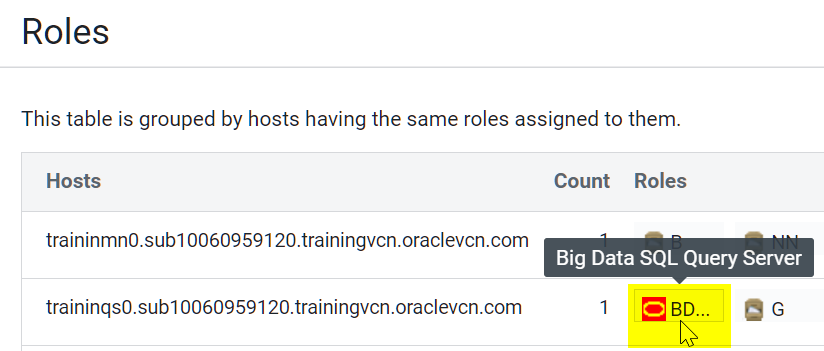 Roles
This table is grouped by hosts having the same roles assigned to them.
Hosts Count Roles
traininmn0.sub10060959120.trainingvcn.oraclevcn.com 1 B NN
Big Data SQL Query Server
traininqs0.sub10060959120.trainingvcn.oraclevcn.com 1 BD... G